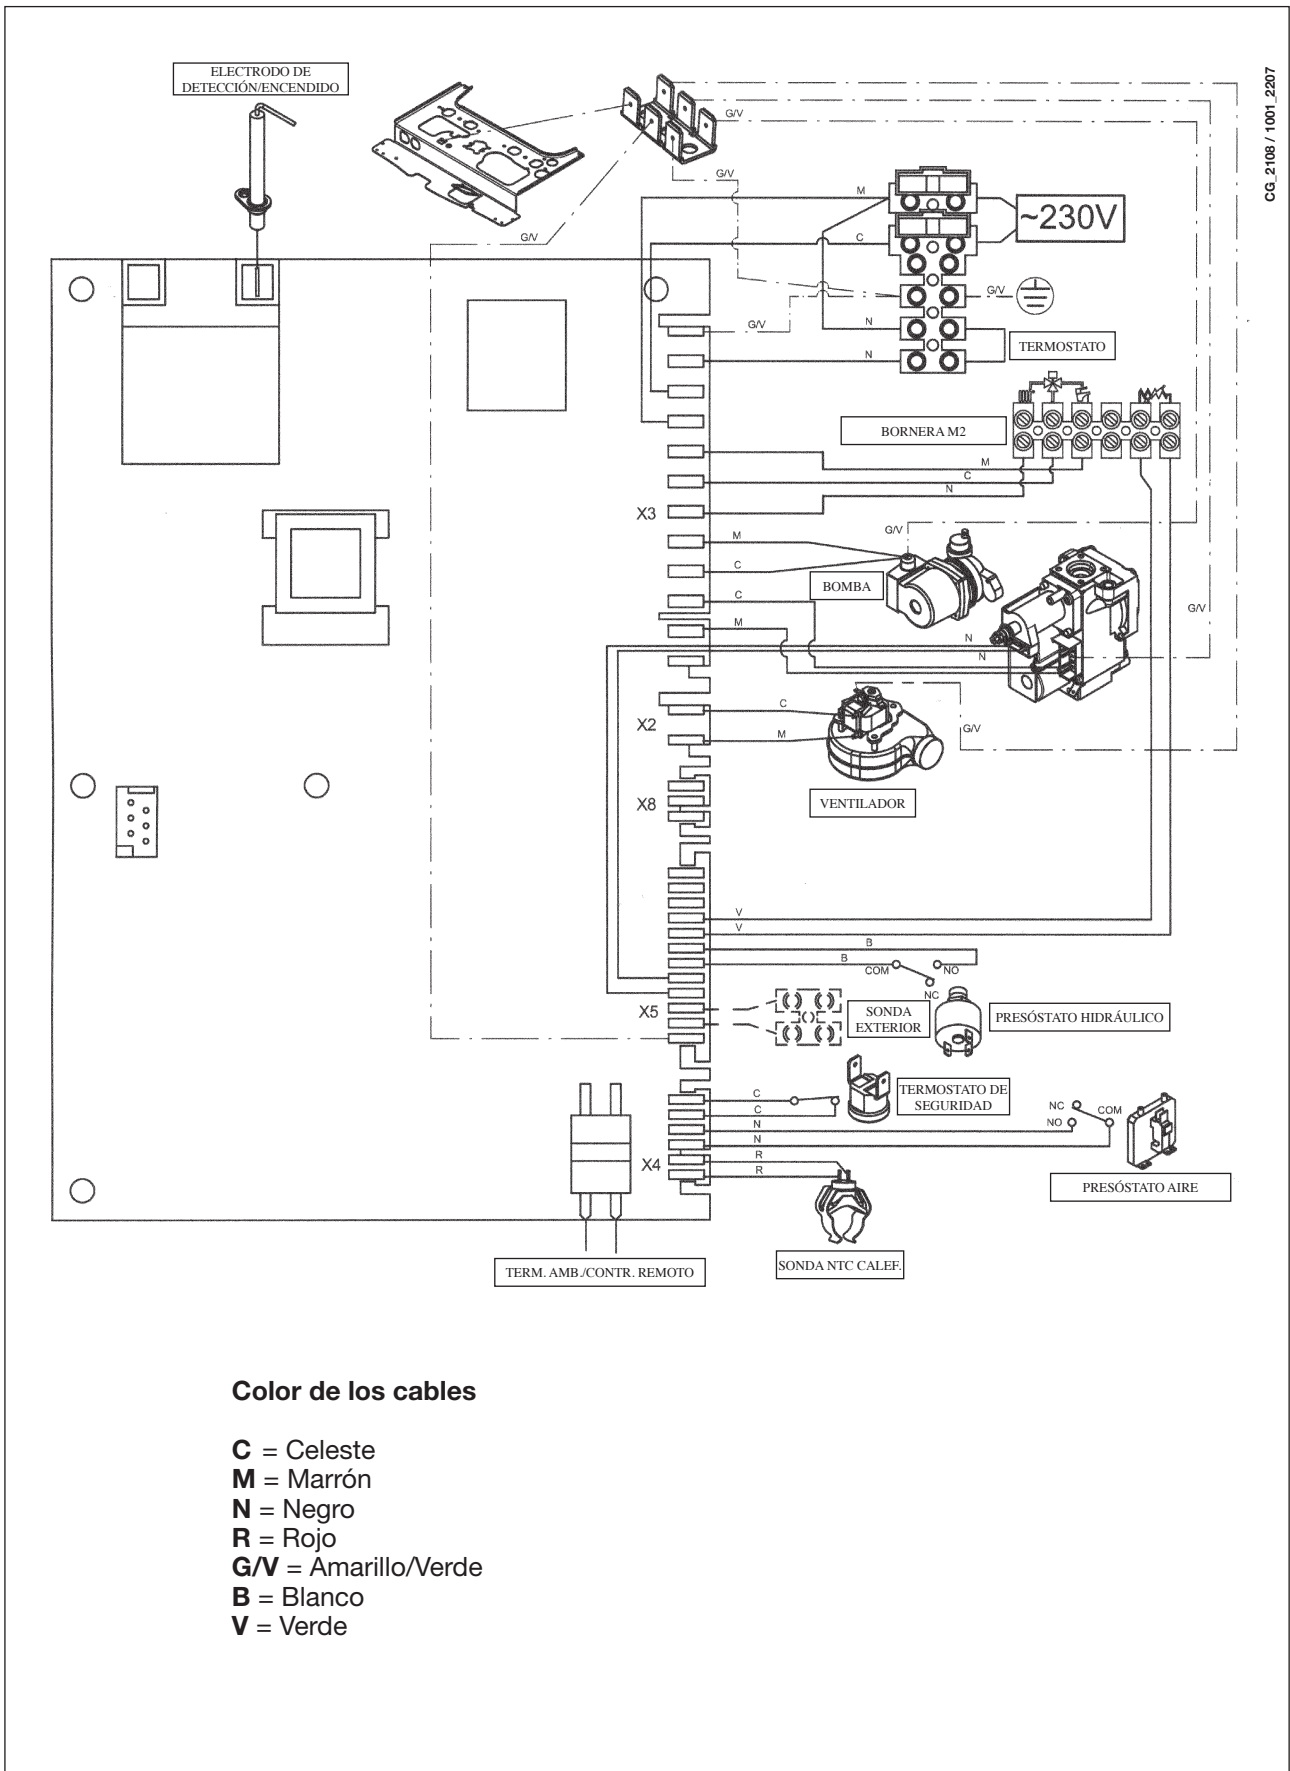 ELECTRODO DE
DETECCIÓN/ENCENDIDO
CG_2108 / 1001_2207
G/V
G/V
G/V
M
~230V
C
G/V
G/V
N
TERMOSTATO
N
BORNERA M2
M
C
N
X3
G/V
M
BOMBA
C
C
G/V
M
N
N
C
X2
G/V
M
VENTILADOR
X8
V
V
B
B
COM
NO
NC
X5
SONDA
EXTERIOR
PRESÓSTATO HIDRÁULICO
TERMOSTATO DE
SEGURIDAD
C
C
N
N
NC
COM
NO
X4
R
R
PRESÓSTATO AIRE
TERM. AMB./CONTR. REMOTO
SONDA NTC CALEF.
Color de los cables
C = Celeste
M = Marrón
N = Negro
R = Rojo
G/V = Amarillo/Verde
B = Blanco
V = Verde